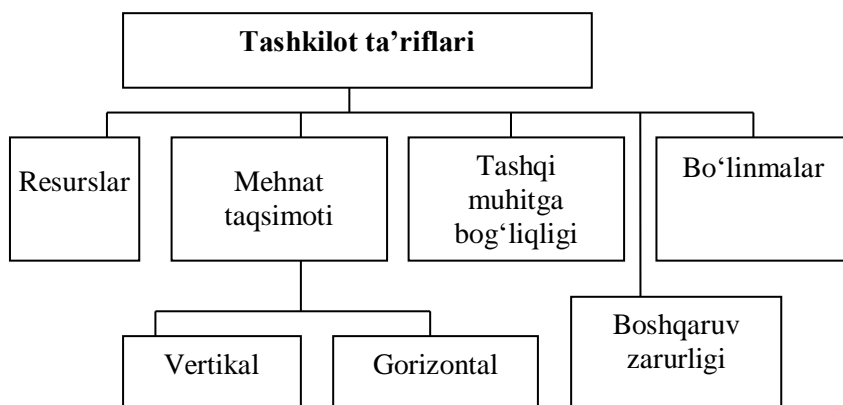 Tashkilot ta’riflari
Resurslar
Mehnat
taqsimoti
Tashqi
muhitga
bog‘liqligi
Bo‘linmalar
Vertikal
Gorizontal
Boshqaruv
zarurligi